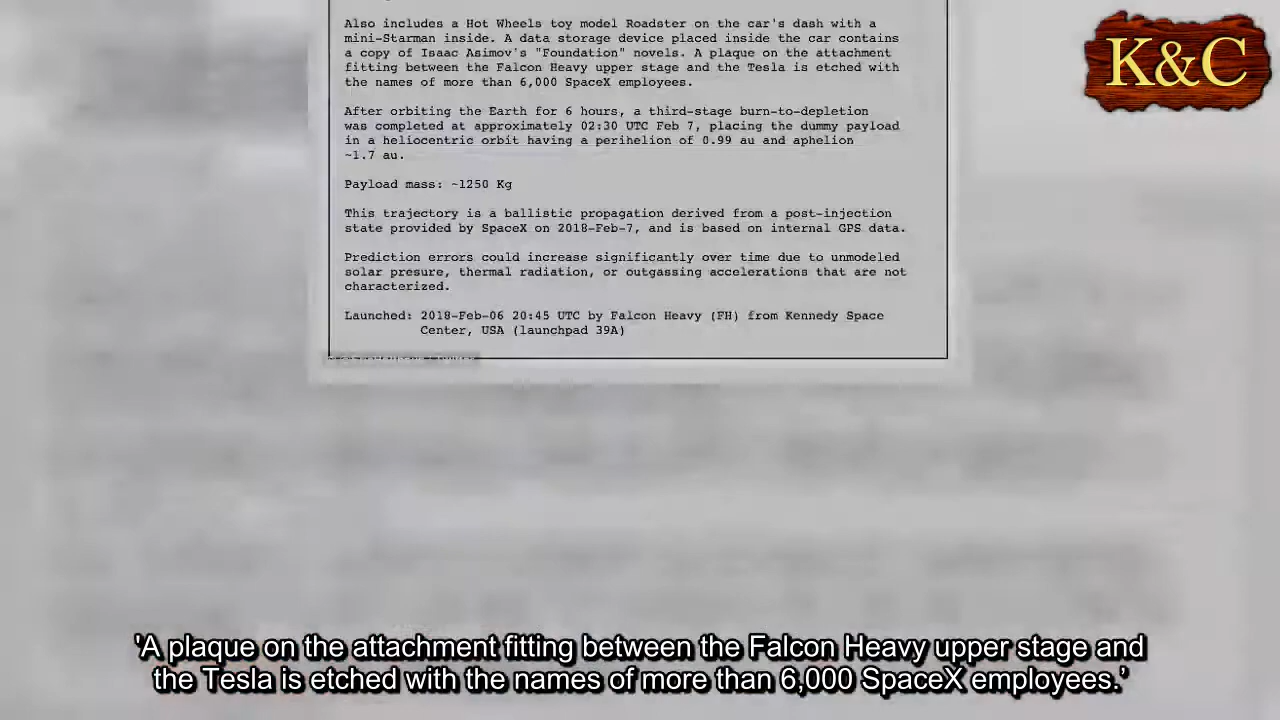 Also includes a Hot Wheels toy model Roadster on the car's dash with a
mini-Starman inside. A data storage device placed inside the car contains
a copy of Isaac Asimov's "Foundation" novels. A plaque on the attachment
fitting between the Falcon Heavy upper stage and the Tesla is etched with
the names of more than 6,000 SpaceX employees.
After orbiting the Earth for 6 hours, a third-stage burn-to-depletion
was completed at approximately 02:30 UTC Feb 7, placing the dummy payload
in a heliocentric orbit having a perihelion of 0.99 au and aphelion
~1.7 au.
Payload mass: ~1250 Kg
This trajectory is a ballistic propagation derived from a post-injection
state provided by SpaceX on 2018-Feb-7, and is based on internal GPS data.
Prediction errors could increase significantly over time due to unmodeled
solar presure, thermal radiation, or outgassing accelerations that are not
characterized.
Launched: 2018-Feb-06 20:45 UTC by Falcon Heavy (FH) from Kennedy Space
Center, USA (launchpad 39A)
K&C
'A plaque on the attachment fitting between the Falcon Heavy upper stage and
the Tesla is etched with the names of more than 6,000 SpaceX employees.'